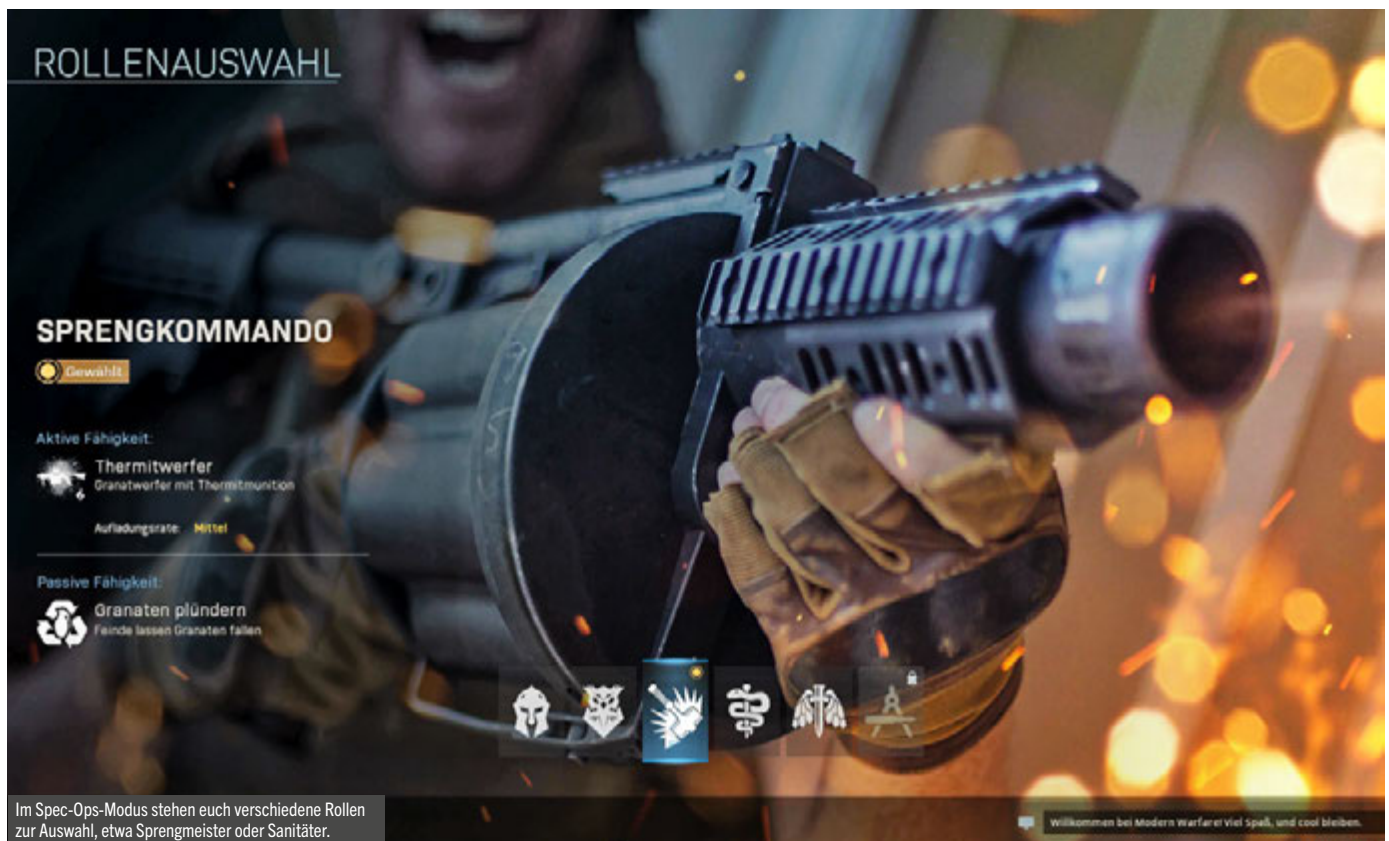 ROLLENAUSWAHL
SPRENGKOMMANDO
Gewählt
Aktive Fähigkeit:
Thermitwerfer
Granatwerfer mit Thermitmunition
6
Aufladungsrate: Mittel
Passive Fähigkeit:
Granaten plündern
Feinde lassen Granaten fallen
Im Spec-Ops-Modus stehen euch verschiedene Rollen
zur Auswahl, etwa Sprengmeister oder Sanitäter.
Willkommen bei Modern Warfare! Viel Spaß, und cool bleiben.